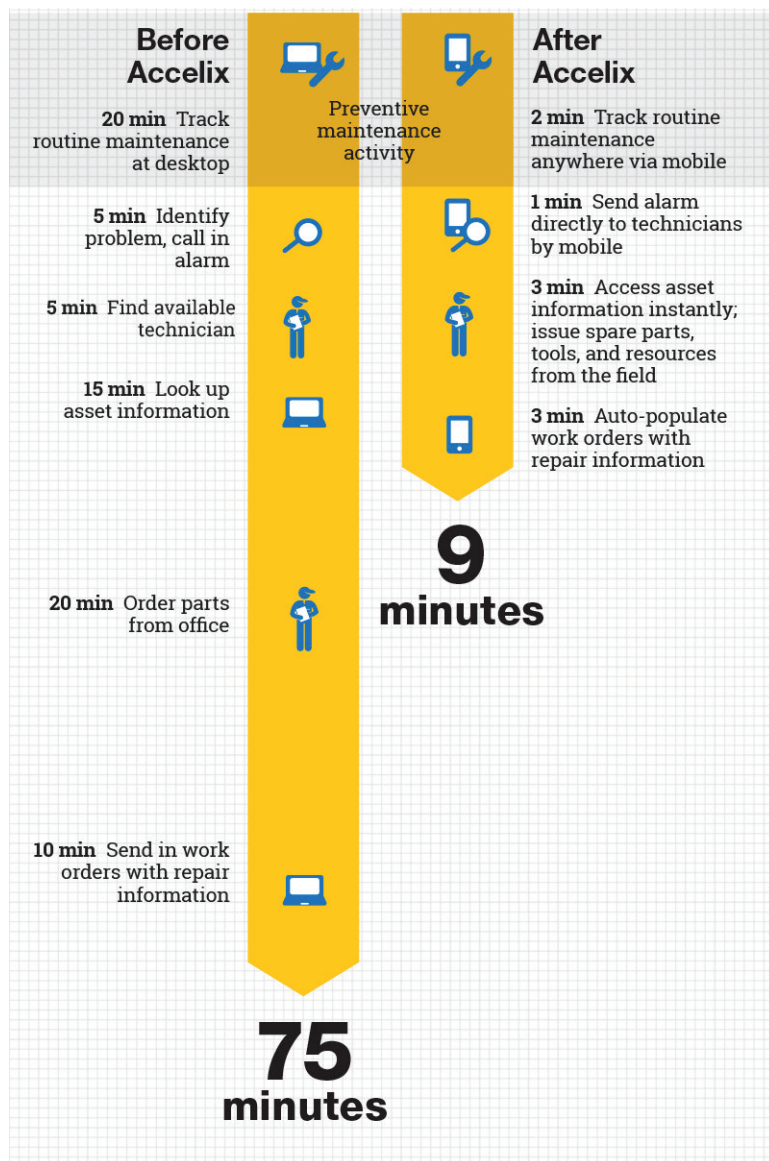 Before
Accelix
20 min Track
routine maintenance
at desktop
5 min Identify
problem, call in
alarm
5 min Find available
technician
15 min Look up
asset information
20 min Order parts
from office
10 min Send in work
orders with repair
information
75
minutes
Preventive
maintenance
activity
After
Accelix
2 min Track routine
maintenance
anywhere via mobile
1 min Send alarm
directly to technicians
by mobile
3 min Access asset
information instantly;
issue spare parts,
tools, and resources
from the field
3 min Auto-populate
work orders with
repair information
9
minutes